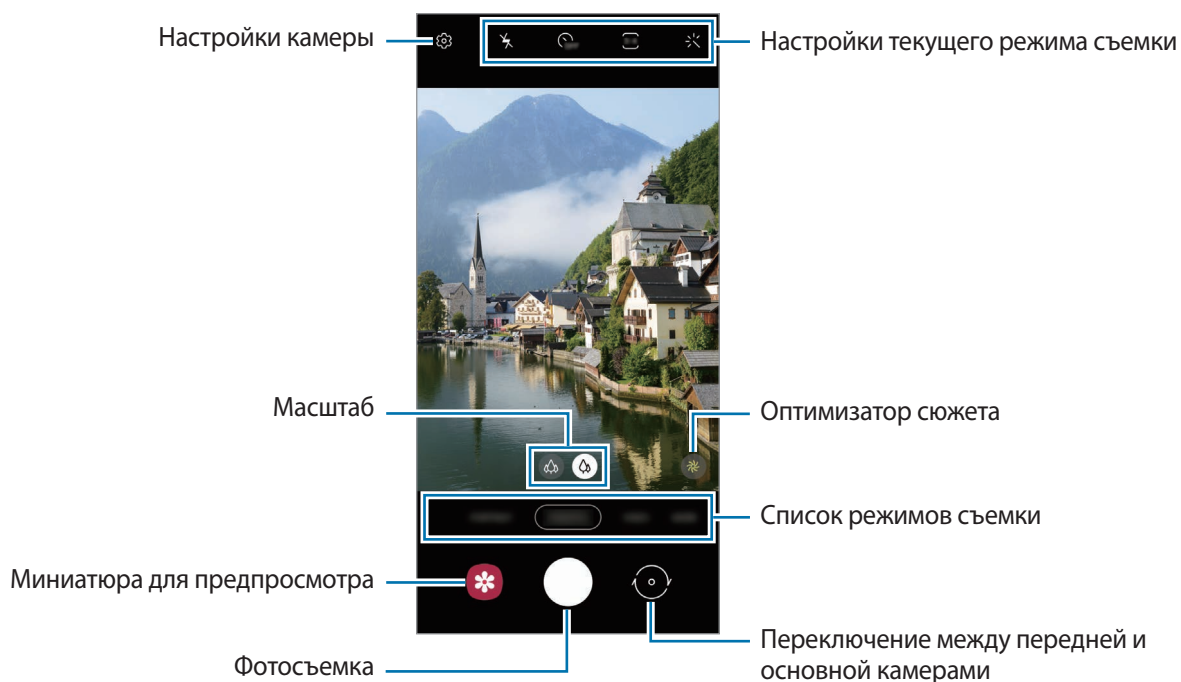 Настройки камеры
Настройки текущего режима съемки
Масштаб
Оптимизатор сюжета
Список режимов съемки
Миниатюра для предпросмотра
Фотосъемка
Переключение между передней и
основной камерами